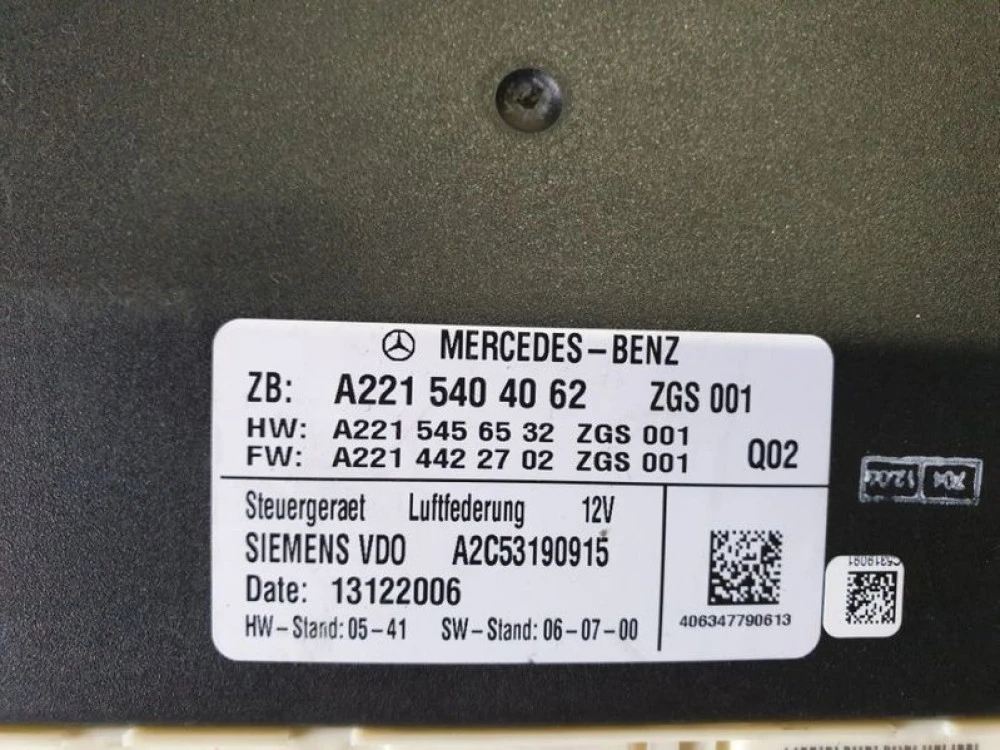 MERCEDES-BENZ
ZB: A221 540 40 62 ZGS 001
HW: A221 545 65 32 ZGS 001
FW: A221 442 27 02 ZGS 001 Q02
Steuergeraet Luftfederung 12V
SIEMENS VDO A2C53190915
Date: 13122006
HW-Stand: 05-41 SW-Stand: 06-07-00
406347790613
704